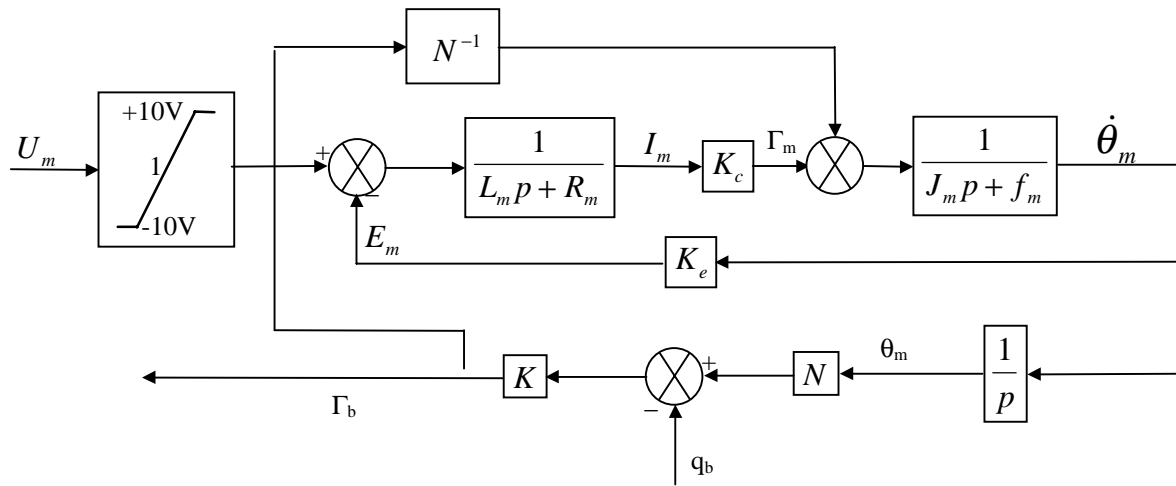 N⁻¹
+10V
1
-10V
U_m
+
−
1
L_m p + R_m
I_m
K_c
Γ_m
1
J_m p + f_m
θ̇_m
E_m
K_e
Γ_b
K
+
−
q_b
N
θ_m
1
p